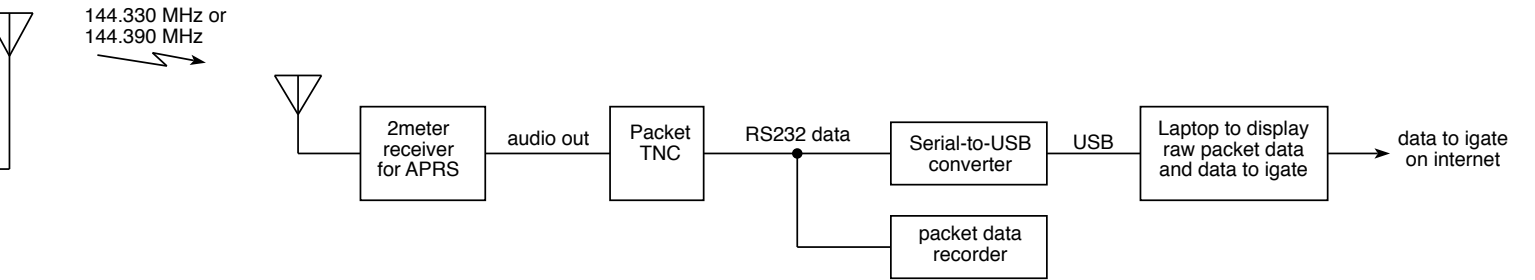 144.330 MHz or
144.390 MHz
2meter
receiver
for APRS
audio out
Packet
TNC
RS232 data
Serial-to-USB
converter
USB
Laptop to display
raw packet data
and data to igate
data to igate
on internet
packet data
recorder